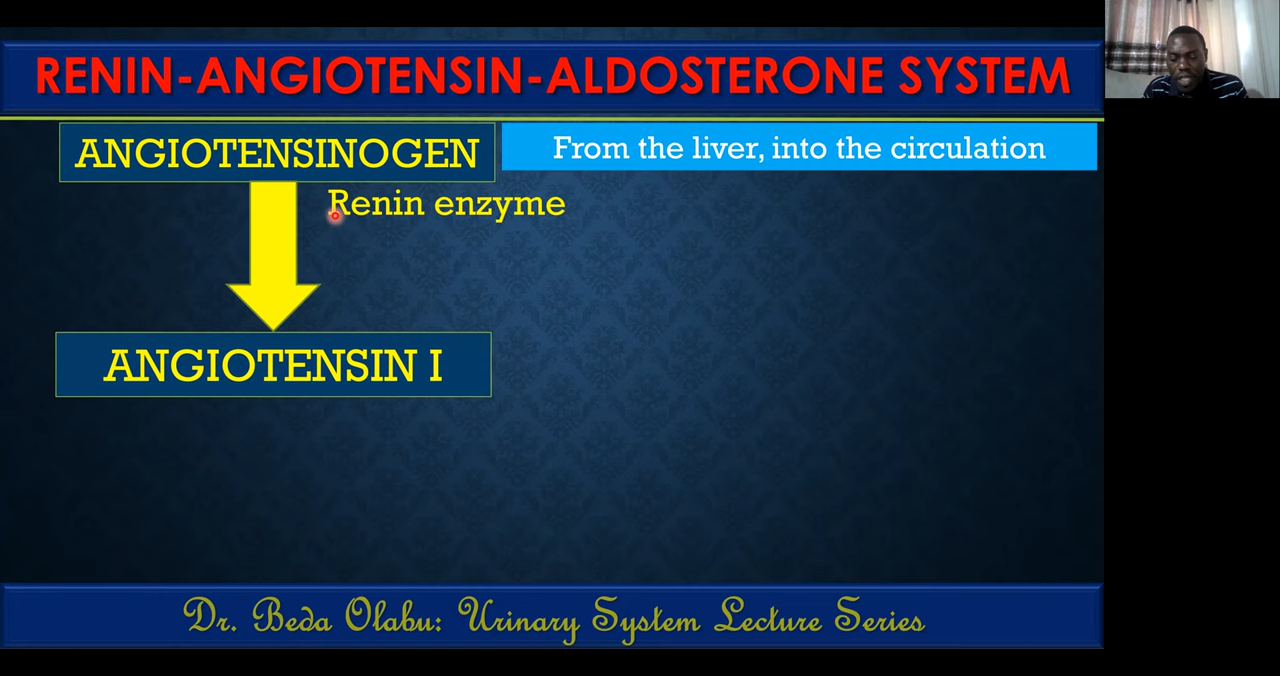 RENIN-ANGIOTENSIN-ALDOSTERONE SYSTEM
ANGIOTENSINOGEN
From the liver, into the circulation
Renin enzyme
ANGIOTENSIN I
Dr. Beda Olabu: Urinary System Lecture Series